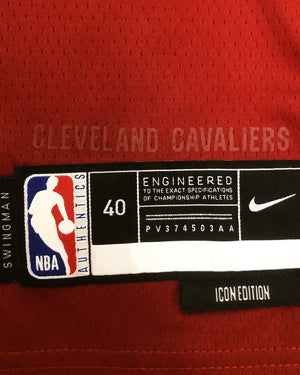 CLEVELAND CAVALIERS
SWINGMAN
NBA
AUTHENTICS
40
ENGINEERED
TO THE EXACT SPECIFICATIONS
OF CHAMPIONSHIP ATHLETES
PV374503AA
ICON EDITION